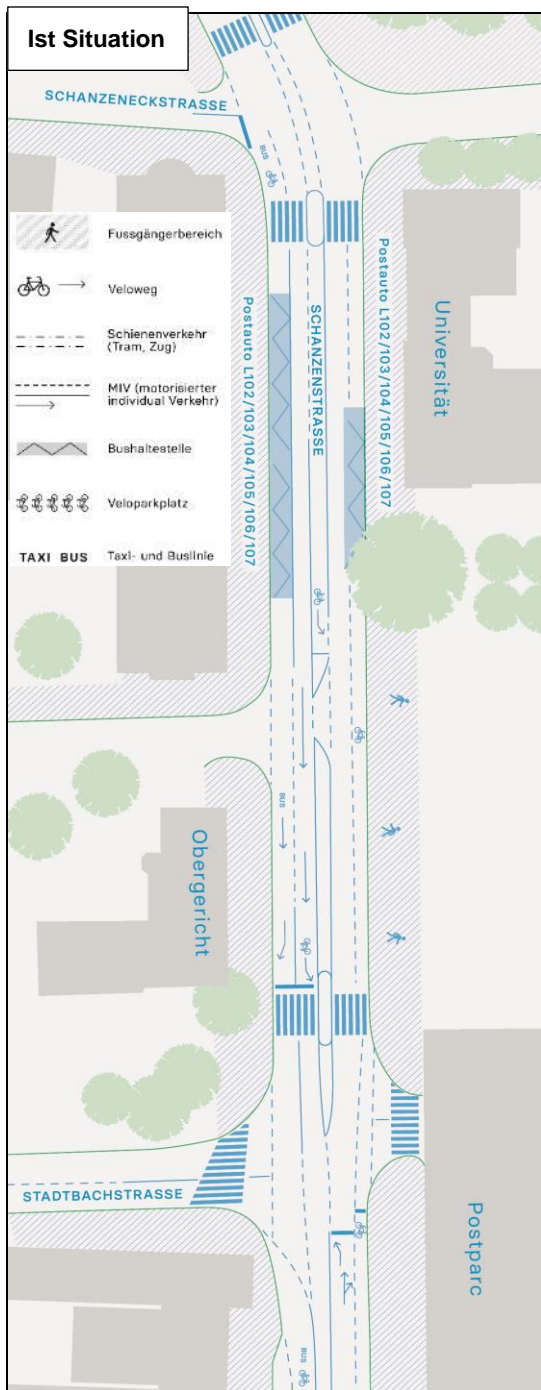 Ist Situation
SCHANZENECKSTRASSE
BUS
Fussgängerbereich
Veloweg
Schienenverkehr
(Tram, Zug)
MIV (motorisierter
individual Verkehr)
Bushaltestelle
Veloparkplatz
TAXI BUS
Taxi- und Buslinie
Postauto L102/103/104/105/106/107
SCHANZENSTRASSE
Postauto L102/103/104/105/106/107
Universität
BUS
Obergericht
STADTBACHSTRASSE
Postparc
BUS